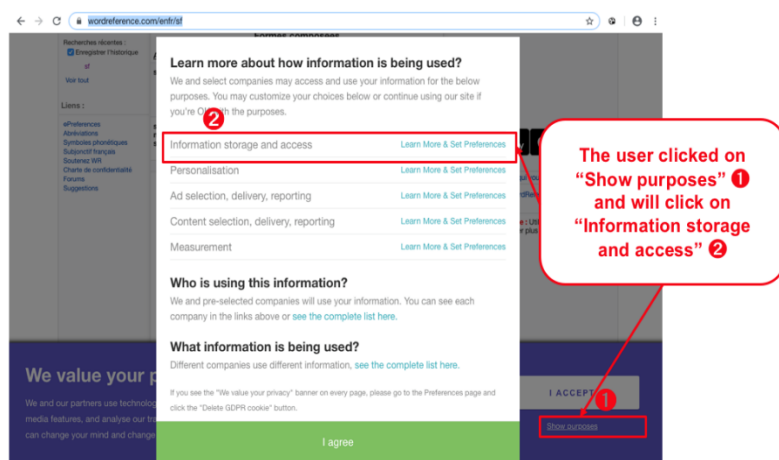 wordreference.com/enfr/sf
Formes composées
Recherches récentes :
Enregistrer l'historique
sf
Voir tout
Liens :
ePreferences
Abréviations
Symboles phonétiques
Subjonctif français
Soutenez WR
Charte de confidentialité
Forums
Suggestions
Learn more about how information is being used?
We and select companies may access and use your information for the below
purposes. You may customize your choices below or continue using our site if
you're OK with the purposes.
2
Information storage and access Learn More & Set Preferences
Personalisation Learn More & Set Preferences
Ad selection, delivery, reporting Learn More & Set Preferences
Content selection, delivery, reporting Learn More & Set Preferences
Measurement Learn More & Set Preferences
Who is using this information?
We and pre-selected companies will use your information. You can see each
company in the links above or see the complete list here.
What information is being used?
Different companies use different information, see the complete list here.
If you see the "We value your privacy" banner on every page, please go to the Preferences page and
click the "Delete GDPR cookie" button.
I agree
We value your p
We and our partners use technolog
media features, and analyse our tra
can change your mind and change
I ACCEPT
1
Show purposes
The user clicked on
“Show purposes” 1
and will click on
“Information storage
and access” 2